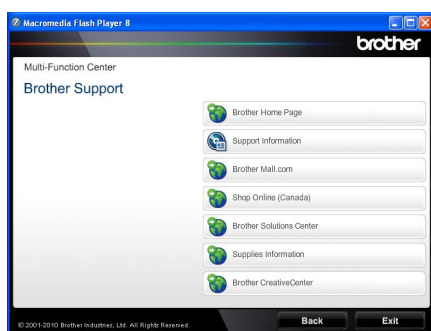 Macromedia Flash Player 8
brother
Multi-Function Center
Brother Support
Brother Home Page
Support Information
Brother Mall.com
Shop Online (Canada)
Brother Solutions Center
Supplies Information
Brother CreativeCenter
© 2001-2010 Brother Industries, Ltd. All Rights Reserved.
Back
Exit